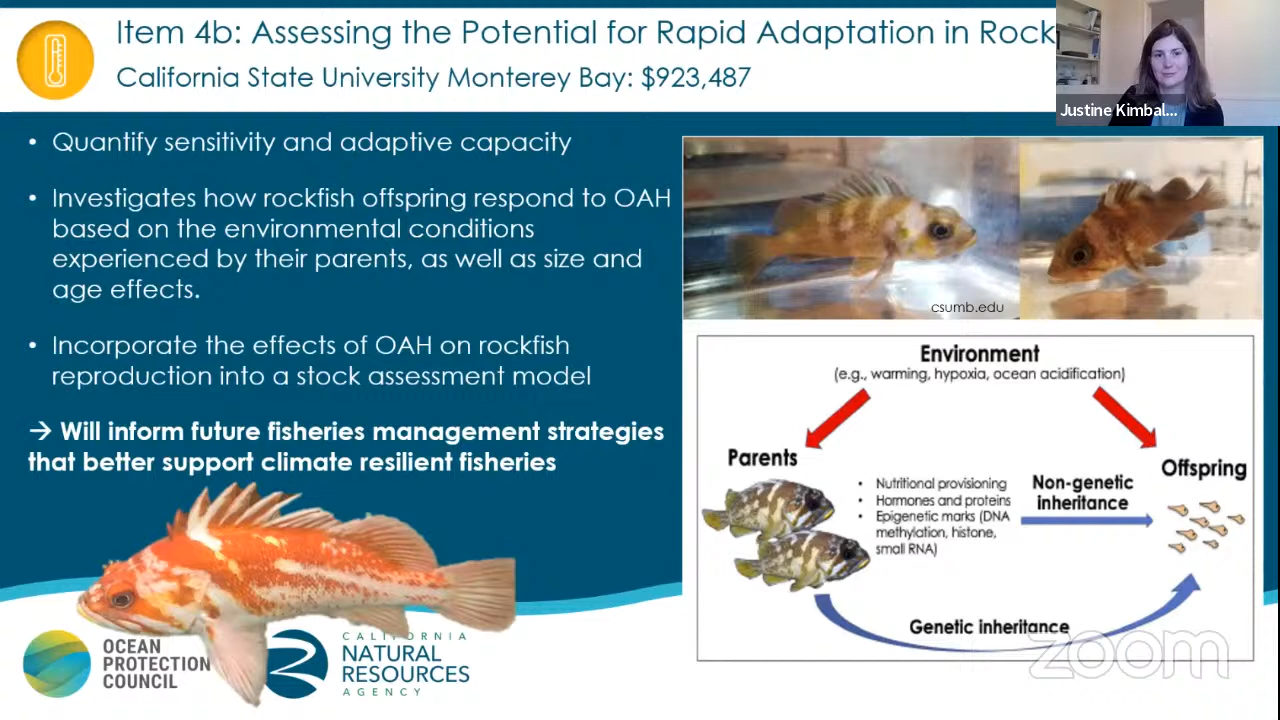 Item 4b: Assessing the Potential for Rapid Adaptation in Rock
California State University Monterey Bay: $923,487
Justine Kimbal...
• Quantify sensitivity and adaptive capacity
• Investigates how rockfish offspring respond to OAH
based on the environmental conditions
experienced by their parents, as well as size and
age effects.
• Incorporate the effects of OAH on rockfish
reproduction into a stock assessment model
→ Will inform future fisheries management strategies
that better support climate resilient fisheries
csumb.edu
Environment
(e.g., warming, hypoxia, ocean acidification)
Parents
• Nutritional provisioning
• Hormones and proteins
• Epigenetic marks (DNA
methylation, histone,
small RNA)
Non-genetic
inheritance
Offspring
Genetic inheritance
zoom
OCEAN
PROTECTION
COUNCIL
CALIFORNIA
NATURAL
RESOURCES
AGENCY